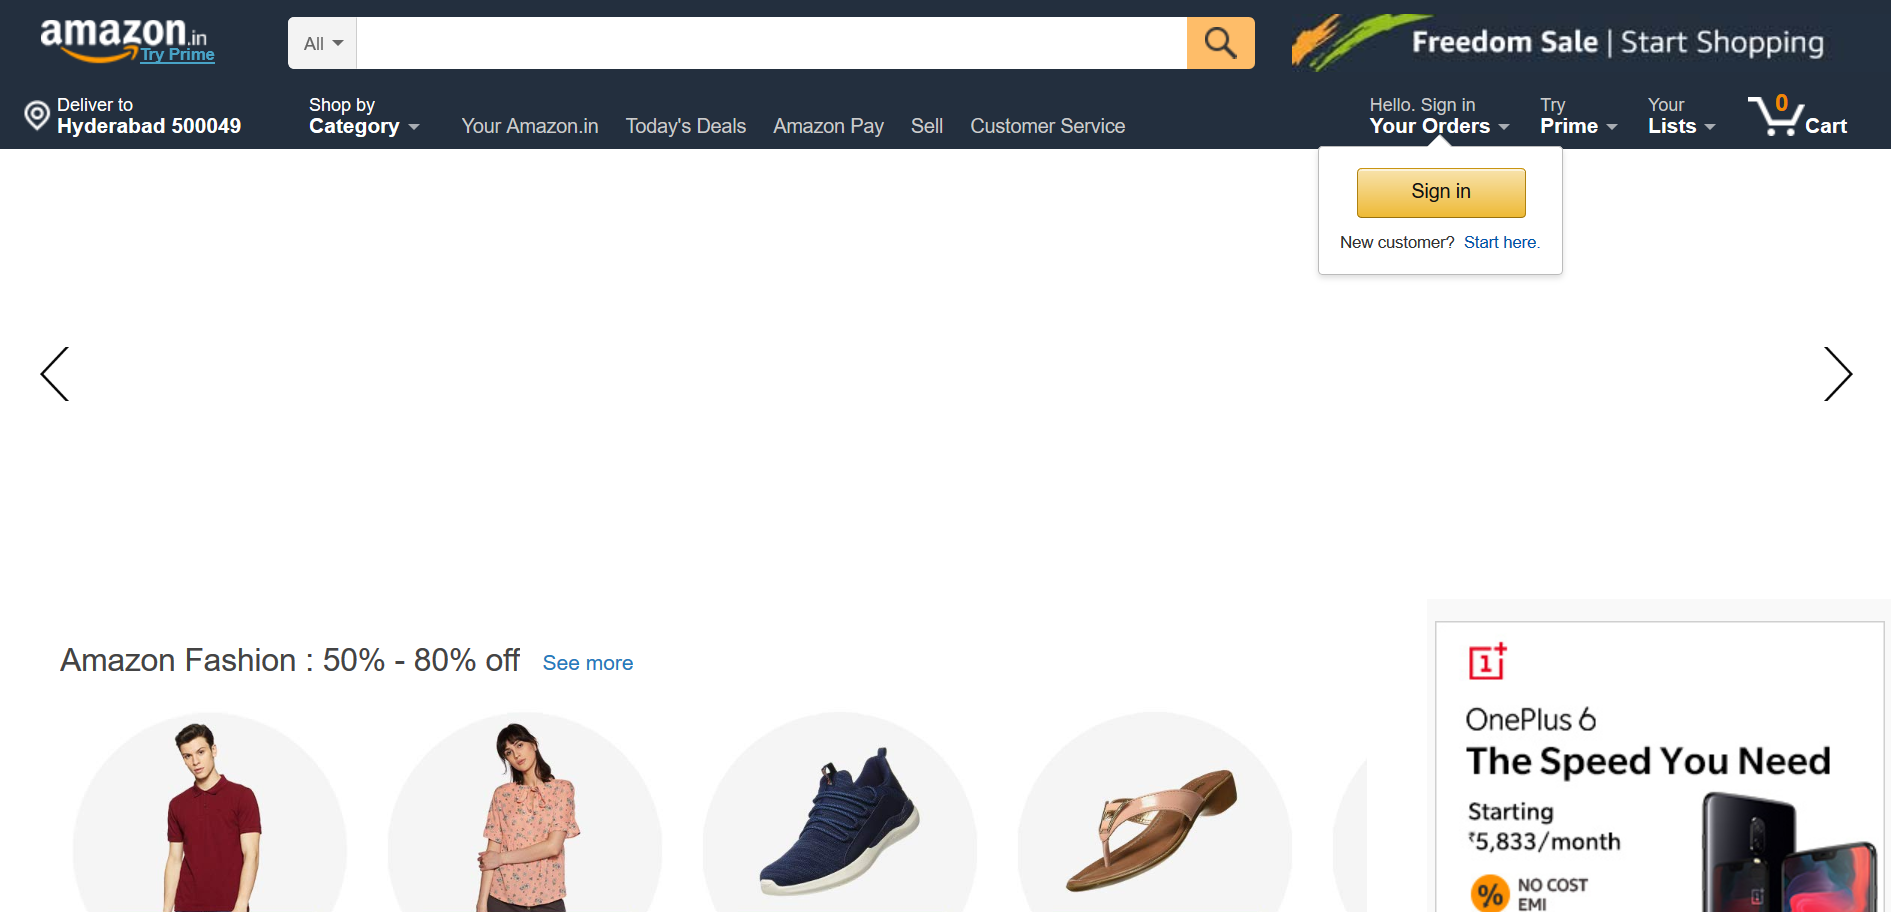 amazon.in
Try Prime
All
Freedom Sale | Start Shopping
Deliver to
Hyderabad 500049
Shop by
Category
Your Amazon.in
Today's Deals
Amazon Pay
Sell
Customer Service
Hello. Sign in
Your Orders
Try
Prime
Your
Lists
0
Cart
Sign in
New customer? Start here.
Amazon Fashion : 50% - 80% off See more
1+
OnePlus 6
The Speed You Need
Starting
₹5,833/month
%
NO COST
EMI